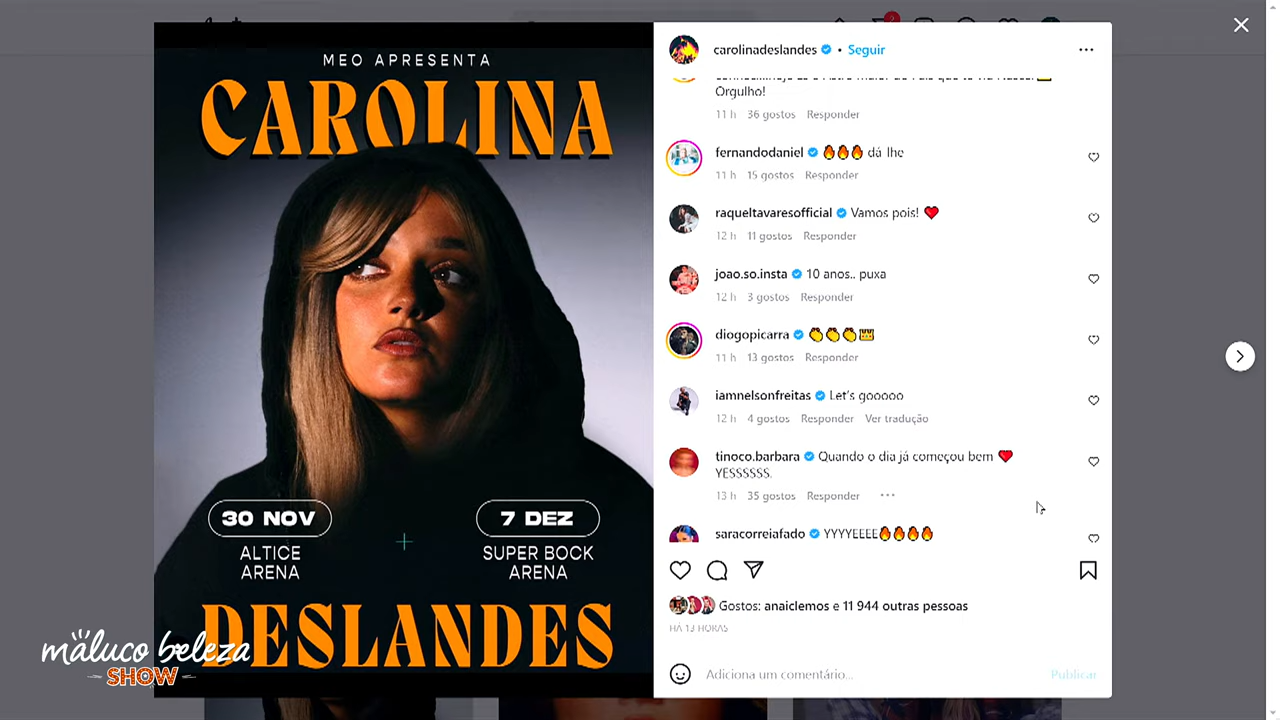 MEO APRESENTA
CAROLINA
30 NOV
ALTICE
ARENA
7 DEZ
SUPER BOCK
ARENA
DESLANDES
maluco beleza
SHOW
carolinadeslandes • Seguir
Orgulho!
11 h 36 gostos Responder
fernandodaniel 🔥🔥🔥 dá lhe
11 h 15 gostos Responder
raqueltavaresofficial Vamos pois! ❤️
12 h 11 gostos Responder
joao.so.insta 10 anos.. puxa
12 h 3 gostos Responder
diogopicarra 👏👏👏👑
11 h 13 gostos Responder
iamnelsonfreitas Let's gooooo
12 h 4 gostos Responder Ver tradução
tinoco.barbara Quando o dia já começou bem ❤️
YESSSSSS.
13 h 35 gostos Responder ...
saracorreiafado YYYYEEEE🔥🔥🔥🔥
Gostos: anaiclemos e 11 944 outras pessoas
HÁ 13 HORAS
Adiciona um comentário...
Publicar